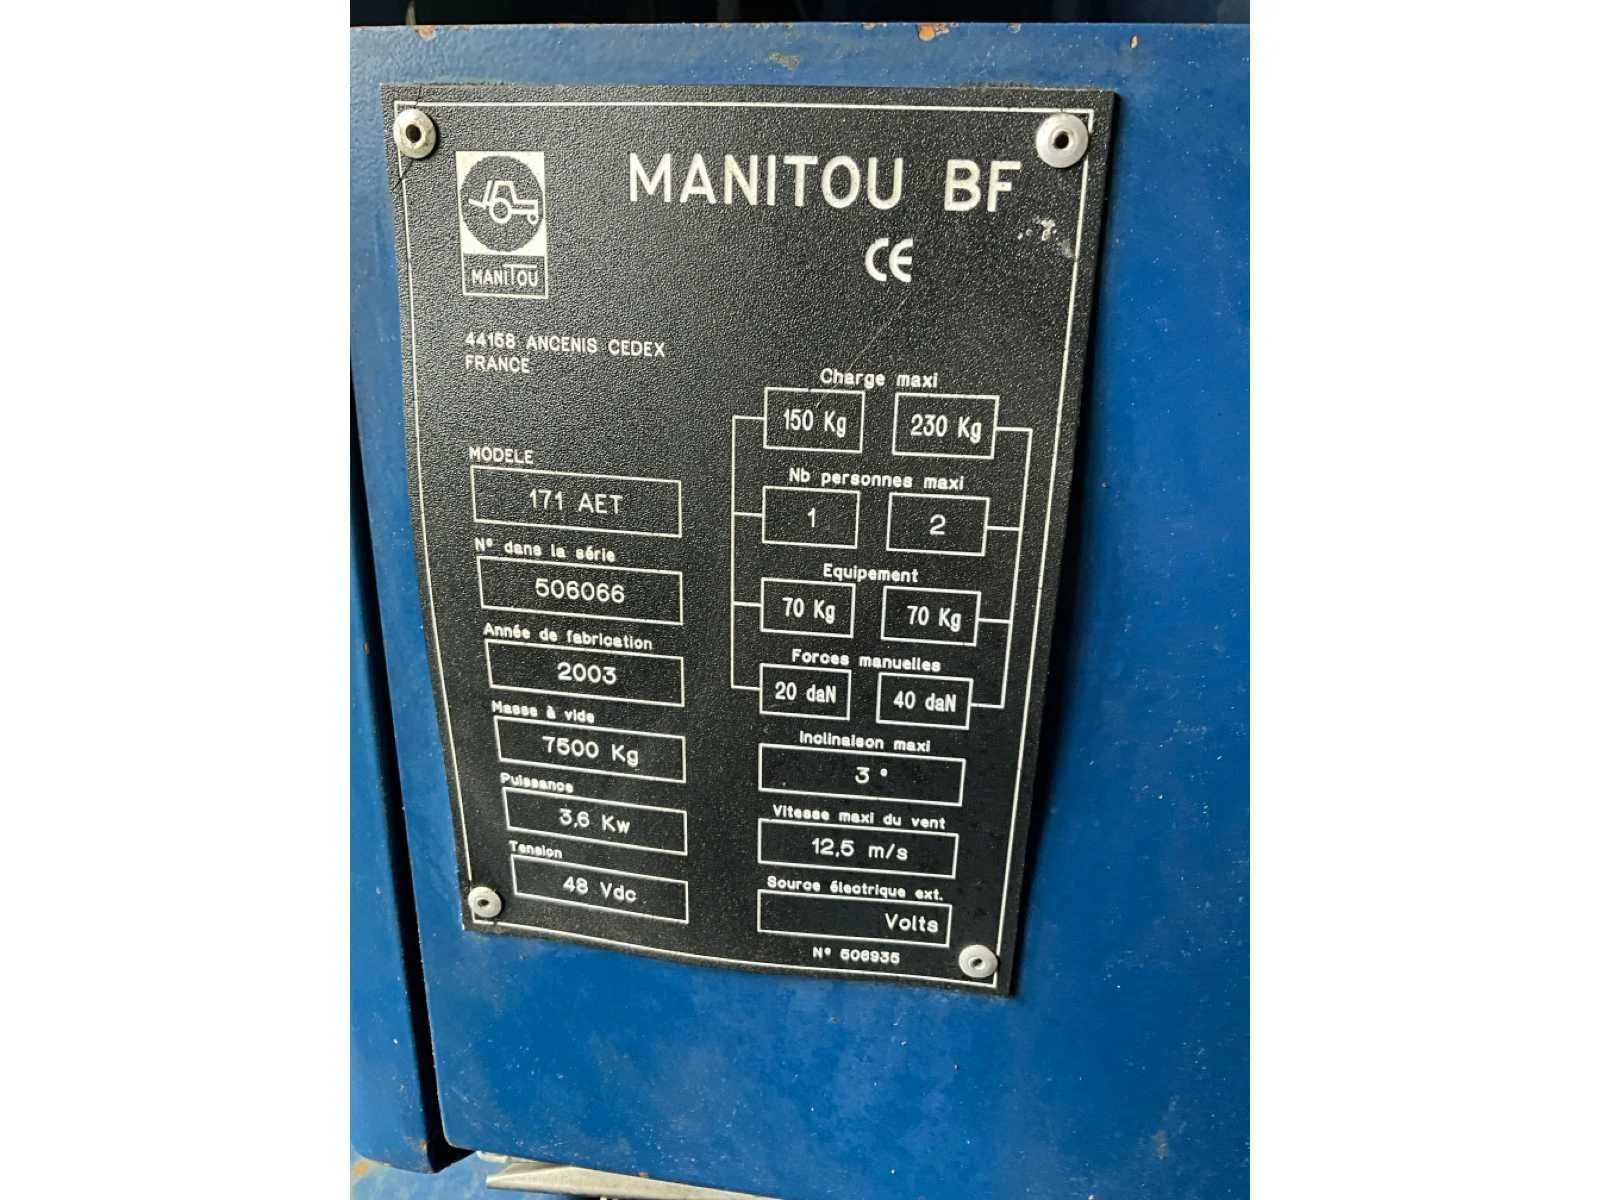 MANITOU BF
CE
MANITOU
44158 ANCENIS CEDEX
FRANCE
MODELE
171 AET
N° dans la série
506066
Année de fabrication
2003
Masse à vide
7500 Kg
Puissance
3,6 Kw
Tension
48 Vdc
Charge maxi
150 Kg 230 Kg
Nb personnes maxi
1 2
Equipement
70 Kg 70 Kg
Forces manuelles
20 daN 40 daN
Inclinaison maxi
3 °
Vitesse maxi du vent
12,5 m/s
Source électrique ext.
Volts
N° 506935